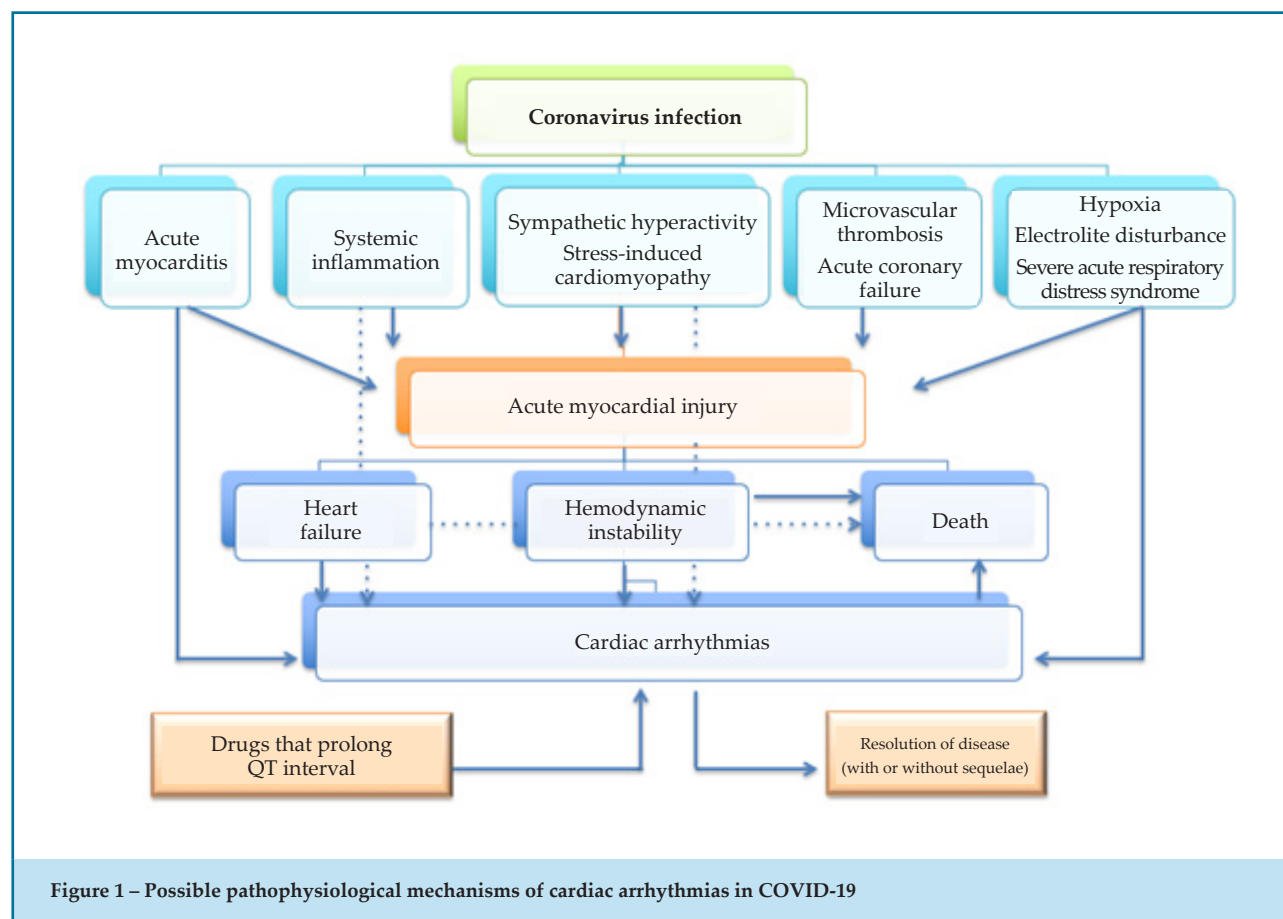 Coronavirus infection
Acute
myocarditis
Systemic
inflammation
Sympathetic hyperactivity
Stress-induced
cardiomyopathy
Microvascular
thrombosis
Acute coronary
failure
Hypoxia
Electrolite disturbance
Severe acute respiratory
distress syndrome
Acute myocardial injury
Heart
failure
Hemodynamic
instability
Death
Cardiac arrhythmias
Drugs that prolong
QT interval
Resolution of disease
(with or without sequelae)
Figure 1 – Possible pathophysiological mechanisms of cardiac arrhythmias in COVID-19